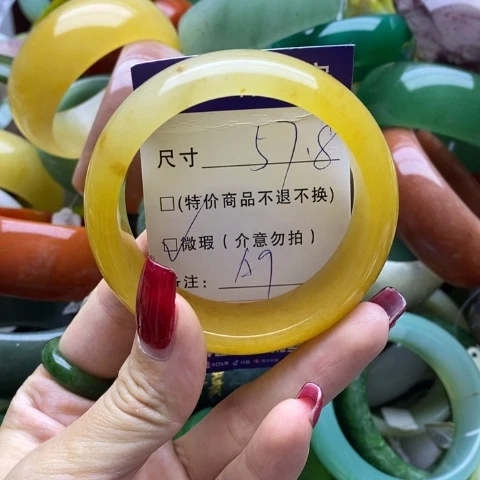 尺寸 57.8
□(特价商品不退不换)
☑微瑕(介意勿拍)
注: